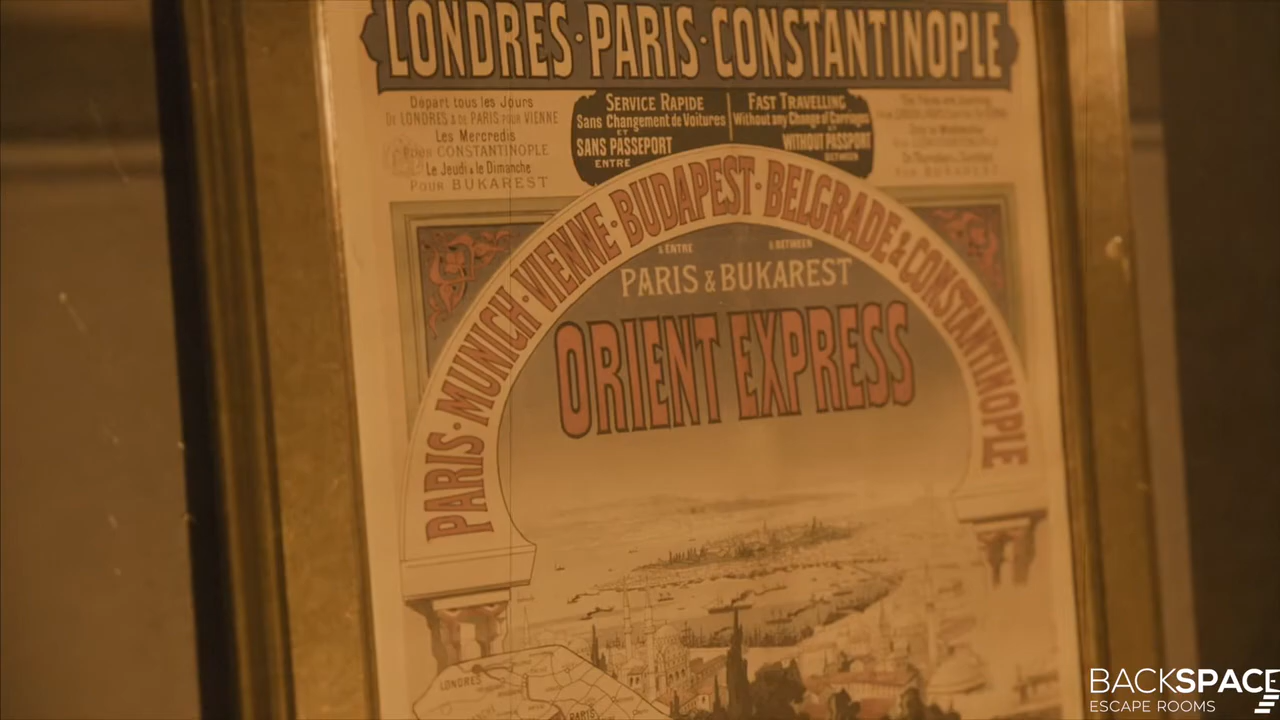 LONDRES·PARIS·CONSTANTINOPLE
Départ tous les Jours
De LONDRES & de PARIS pour VIENNE
Les Mercredis
CONSTANTINOPLE
Le Jeudi & le Dimanche
POUR BUKAREST
SERVICE RAPIDE
Sans Changement de Voitures
ET
SANS PASSEPORT
ENTRE
FAST TRAVELLING
Without any Change of Carriages
WITHOUT PASSPORT
BETWEEN
PARIS·MUNICH·VIENNE·BUDAPEST·BELGRADE & CONSTANTINOPLE
& ENTRE
& BETWEEN
PARIS & BUKAREST
ORIENT EXPRESS
LONDRES
PARIS
BACKSPACE
ESCAPE ROOMS